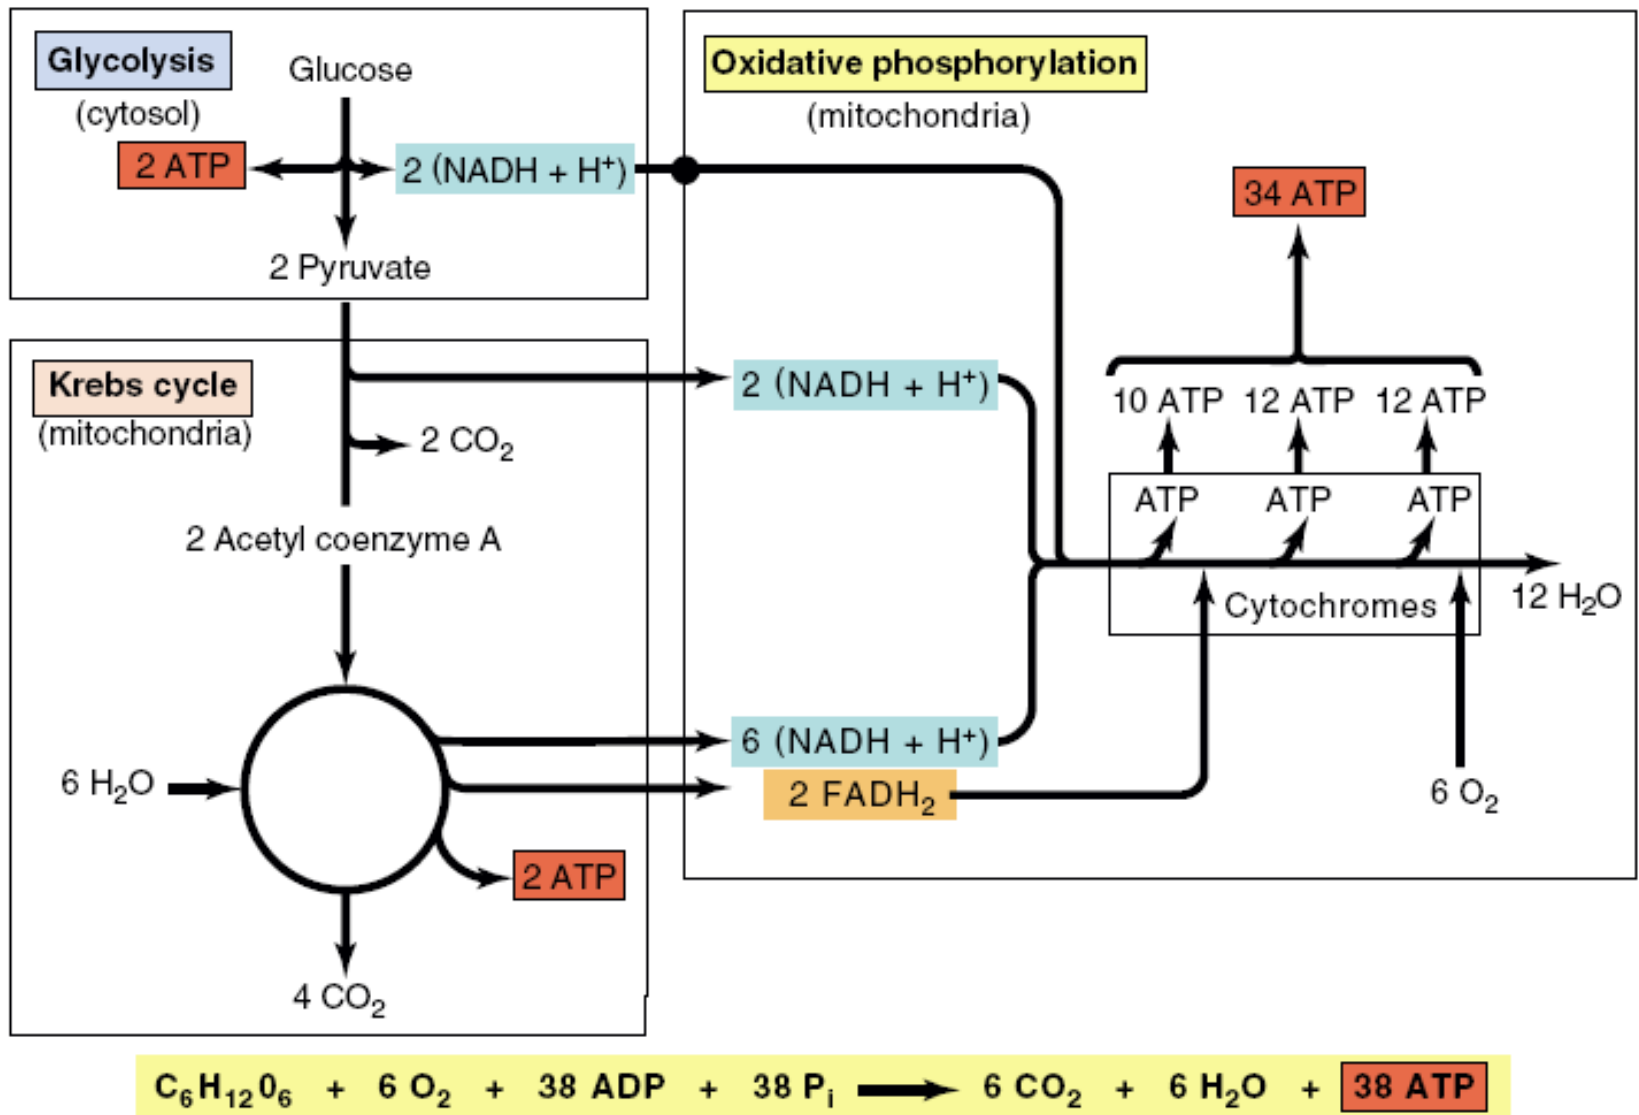 Glycolysis
(cytosol)
Glucose
2 ATP
2 (NADH + H⁺)
2 Pyruvate
Krebs cycle
(mitochondria)
2 CO₂
2 Acetyl coenzyme A
6 H₂O
2 ATP
4 CO₂
Oxidative phosphorylation
(mitochondria)
34 ATP
2 (NADH + H⁺)
10 ATP 12 ATP 12 ATP
ATP ATP ATP
Cytochromes
12 H₂O
6 (NADH + H⁺)
2 FADH₂
6 O₂
C₆H₁₂0₆ + 6 O₂ + 38 ADP + 38 Pᵢ → 6 CO₂ + 6 H₂O + 38 ATP